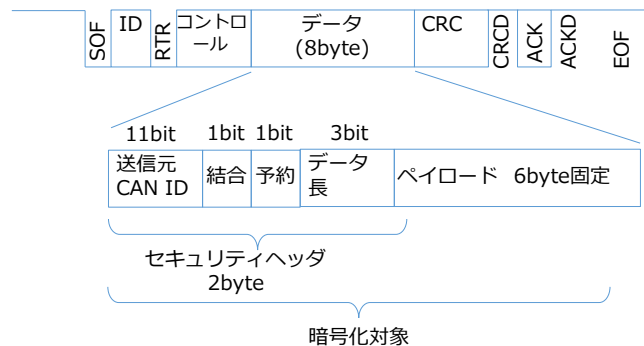 SOF
ID
RTR
コントロ
ール
データ
(8byte)
CRC
CRCD
ACK
ACKD
EOF
11bit
1bit
1bit
3bit
送信元
CAN ID
結合
予約
データ
長
ペイロード 6byte固定
セキュリティヘッダ
2byte
暗号化対象